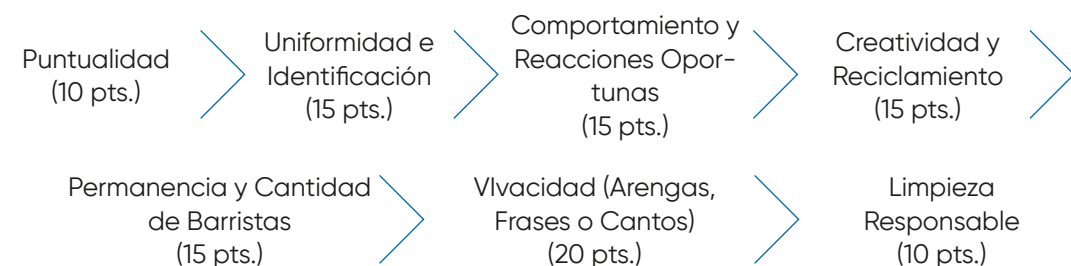 Puntualidad
(10 pts.)
Uniformidad e
Identificación
(15 pts.)
Comportamiento y
Reacciones Opor-
tunas
(15 pts.)
Creatividad y
Reciclamiento
(15 pts.)
Permanencia y Cantidad
de Barristas
(15 pts.)
VIvacidad (Arengas,
Frases o Cantos)
(20 pts.)
Limpieza
Responsable
(10 pts.)